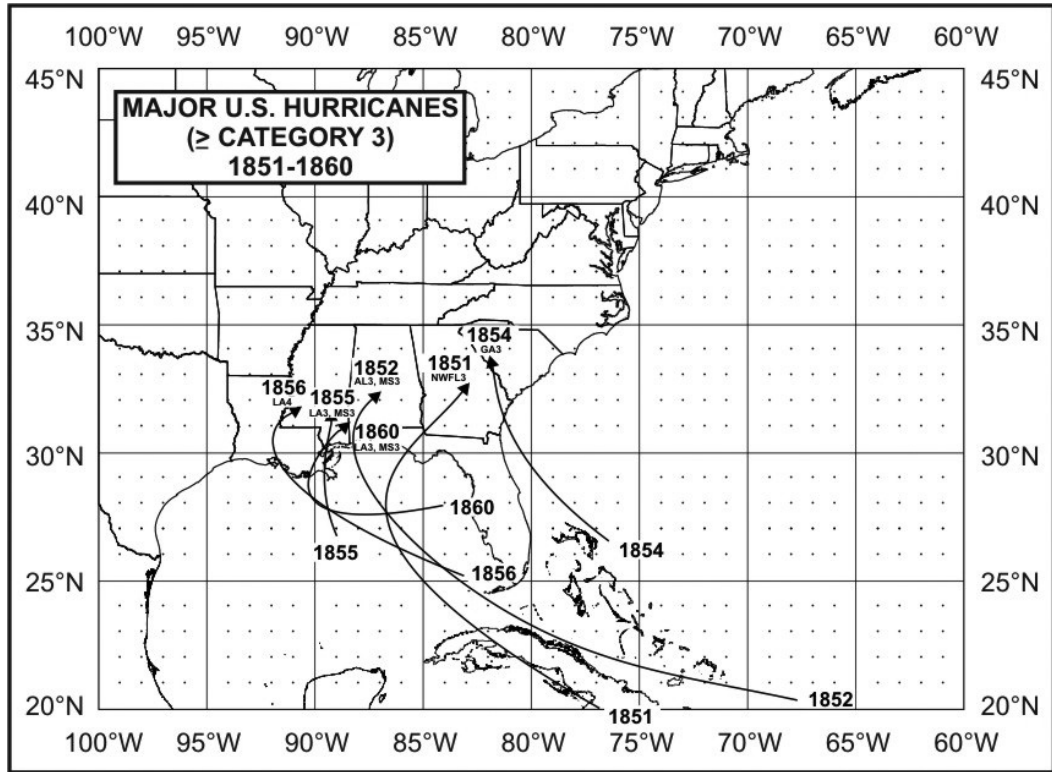 100°W 95°W 90°W 85°W 80°W 75°W 70°W 65°W 60°W
45°N 45°N
MAJOR U.S. HURRICANES
(≥ CATEGORY 3)
1851-1860
40°N 40°N
35°N 35°N
1854
GA3
1852
AL3, MS3
1851
NWFL3
1856
LA4
1855
LA3, MS3
1860
LA3, MS3
30°N 30°N
1860
1855
1856
1854
25°N 25°N
1852
1851
20°N 20°N
100°W 95°W 90°W 85°W 80°W 75°W 70°W 65°W 60°W